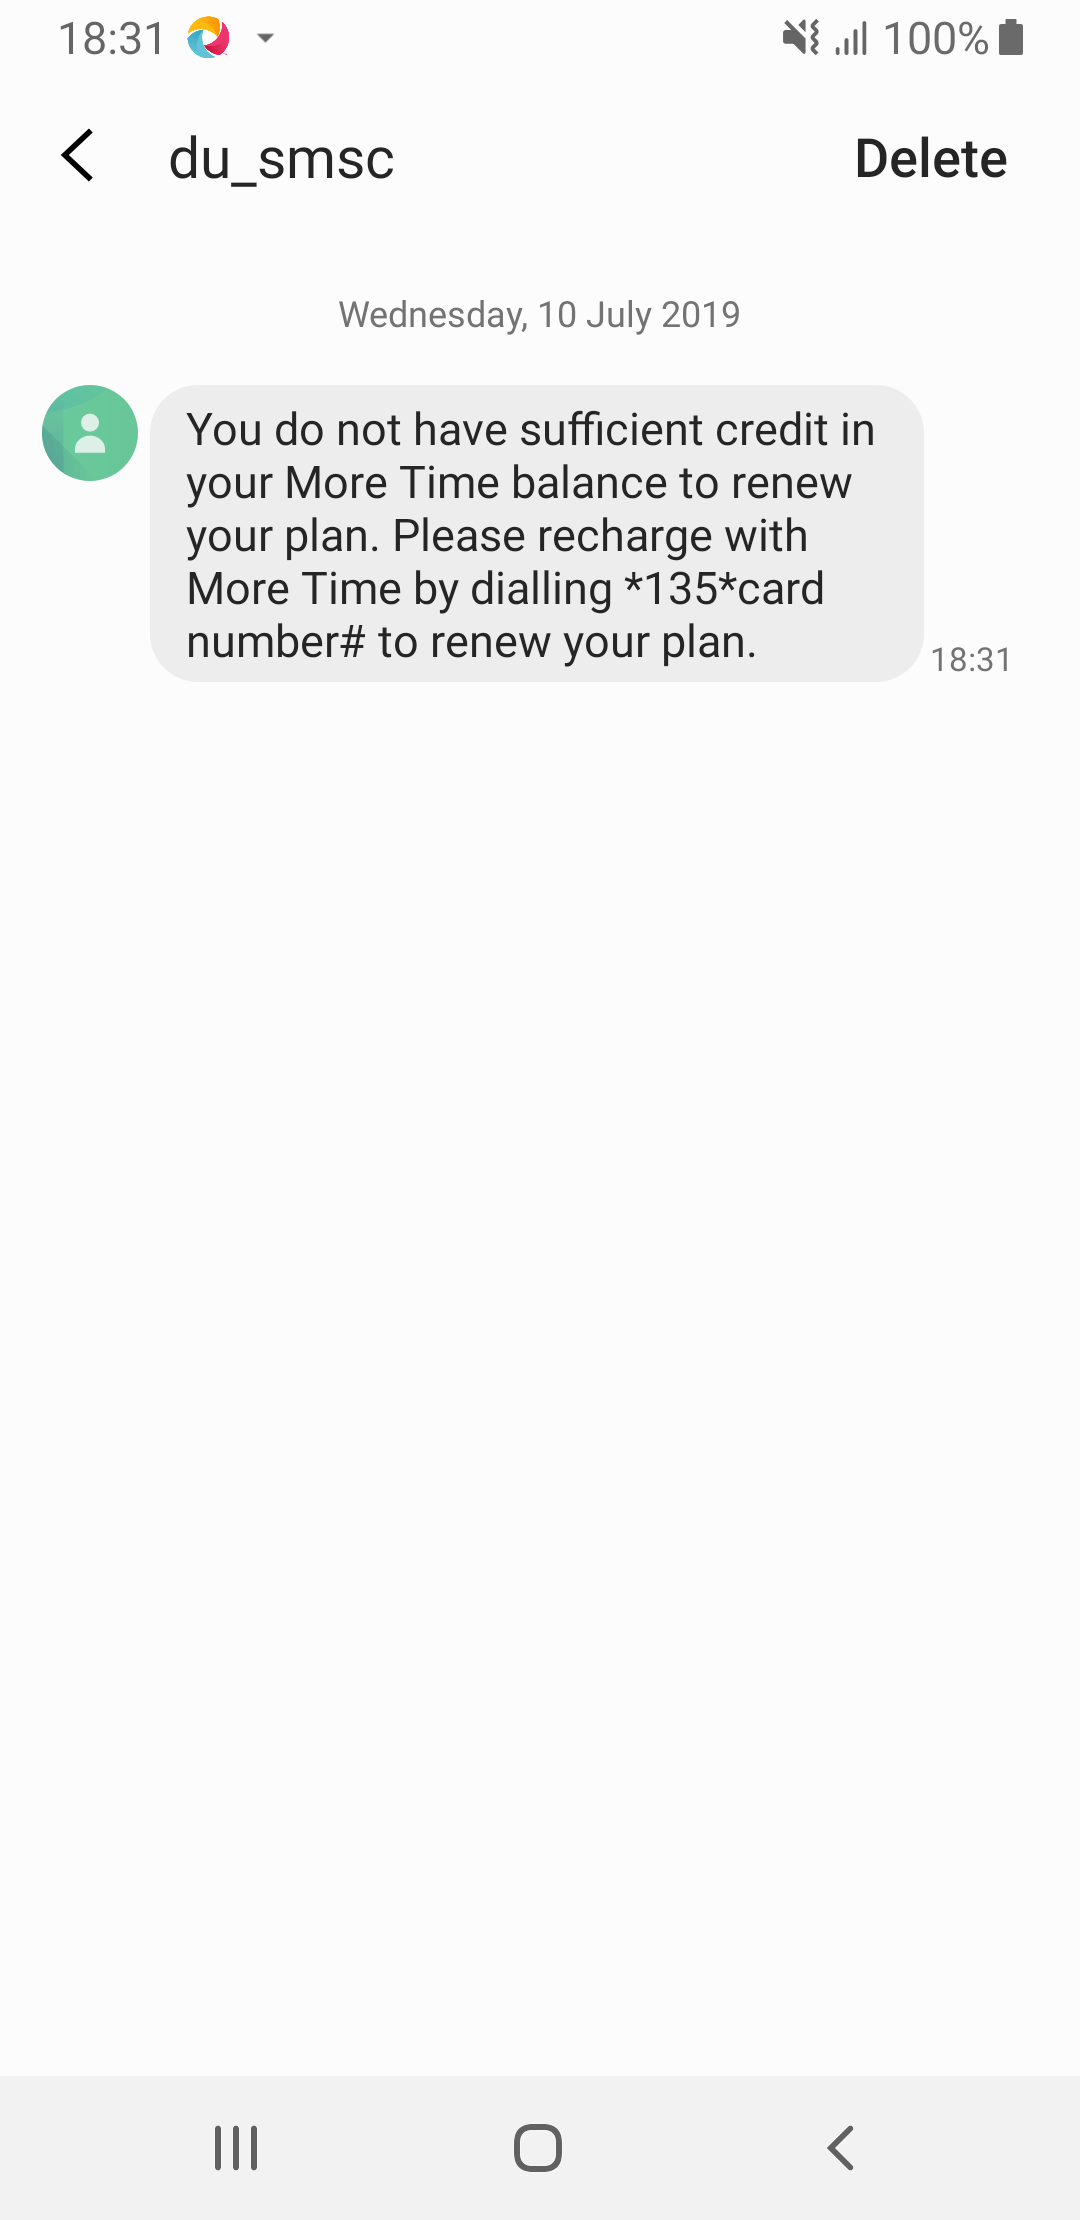 18:31
100%
du_smsc
Delete
Wednesday, 10 July 2019
You do not have sufficient credit in
your More Time balance to renew
your plan. Please recharge with
More Time by dialling *135*card
number# to renew your plan.
18:31